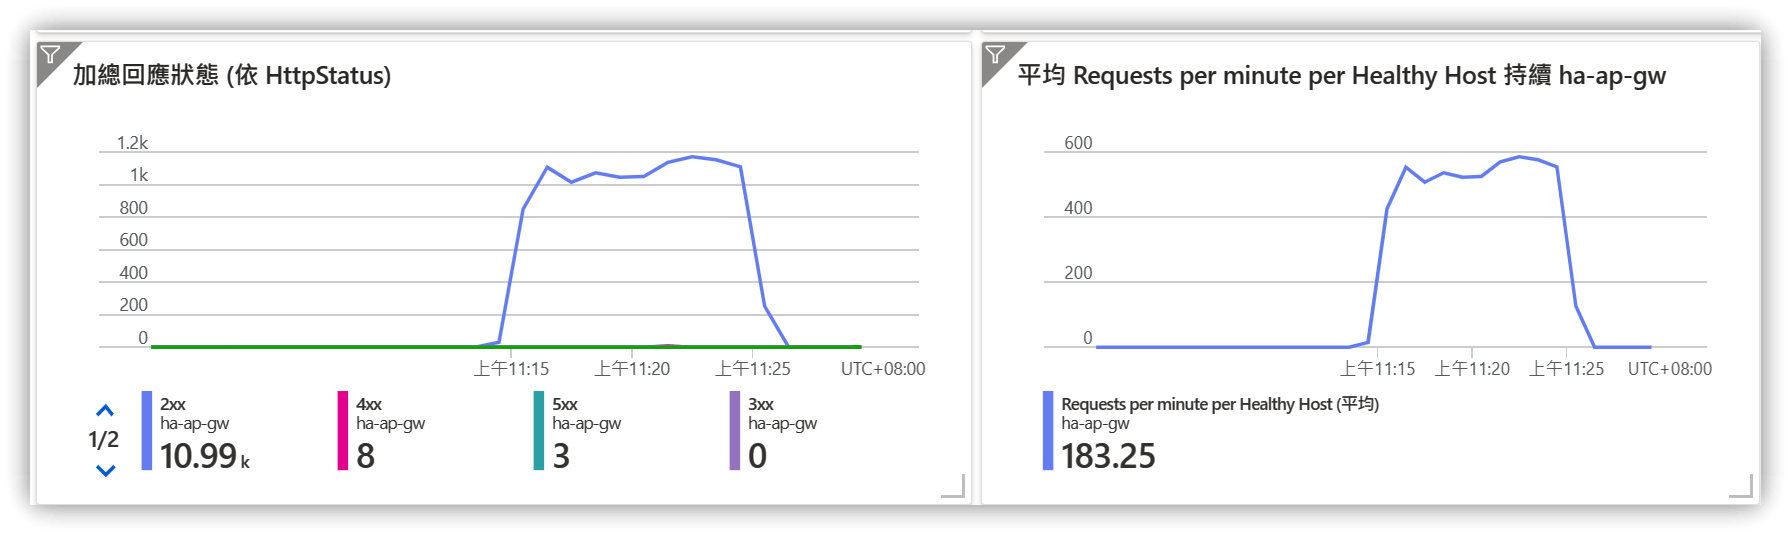 加總回應狀態 (依 HttpStatus)
1.2k
1k
800
600
400
200
0
上午11:15 上午11:20 上午11:25 UTC+08:00
1/2
2xx
ha-ap-gw
10.99 k
4xx
ha-ap-gw
8
5xx
ha-ap-gw
3
3xx
ha-ap-gw
0
平均 Requests per minute per Healthy Host 持續 ha-ap-gw
600
400
200
0
上午11:15 上午11:20 上午11:25 UTC+08:00
Requests per minute per Healthy Host (平均)
ha-ap-gw
183.25